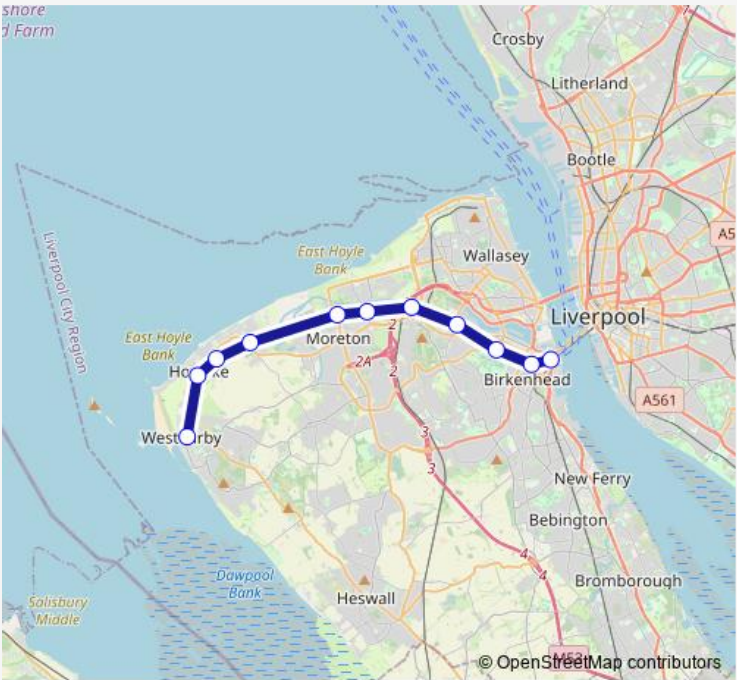 shore
d Farm
Crosby
Litherland
Bootle
A5
East Hoyle
Bank
Wallasey
Liverpool City Region
Liverpool
East Hoyle
Bank
2
Moreton
2A
2
Birkenhead
A561
West
rby
3
3
New Ferry
Bebington
4
4
Dawpool
Bank
Bromborough
Salisbury
Middle
Heswall
M53
© OpenStreetMap contributors